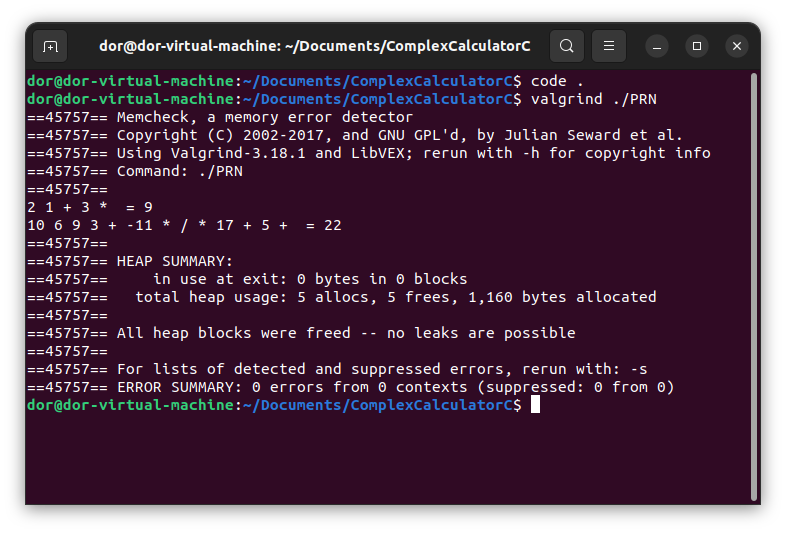 dor@dor-virtual-machine: ~/Documents/ComplexCalculatorC
dor@dor-virtual-machine:~/Documents/ComplexCalculatorC$ code .
dor@dor-virtual-machine:~/Documents/ComplexCalculatorC$ valgrind ./PRN
==45757== Memcheck, a memory error detector
==45757== Copyright (C) 2002-2017, and GNU GPL'd, by Julian Seward et al.
==45757== Using Valgrind-3.18.1 and LibVEX; rerun with -h for copyright info
==45757== Command: ./PRN
==45757==
2 1 + 3 *  = 9
10 6 9 3 + -11 * / * 17 + 5 +  = 22
==45757==
==45757== HEAP SUMMARY:
==45757==     in use at exit: 0 bytes in 0 blocks
==45757==   total heap usage: 5 allocs, 5 frees, 1,160 bytes allocated
==45757==
==45757== All heap blocks were freed -- no leaks are possible
==45757==
==45757== For lists of detected and suppressed errors, rerun with: -s
==45757== ERROR SUMMARY: 0 errors from 0 contexts (suppressed: 0 from 0)
dor@dor-virtual-machine:~/Documents/ComplexCalculatorC$